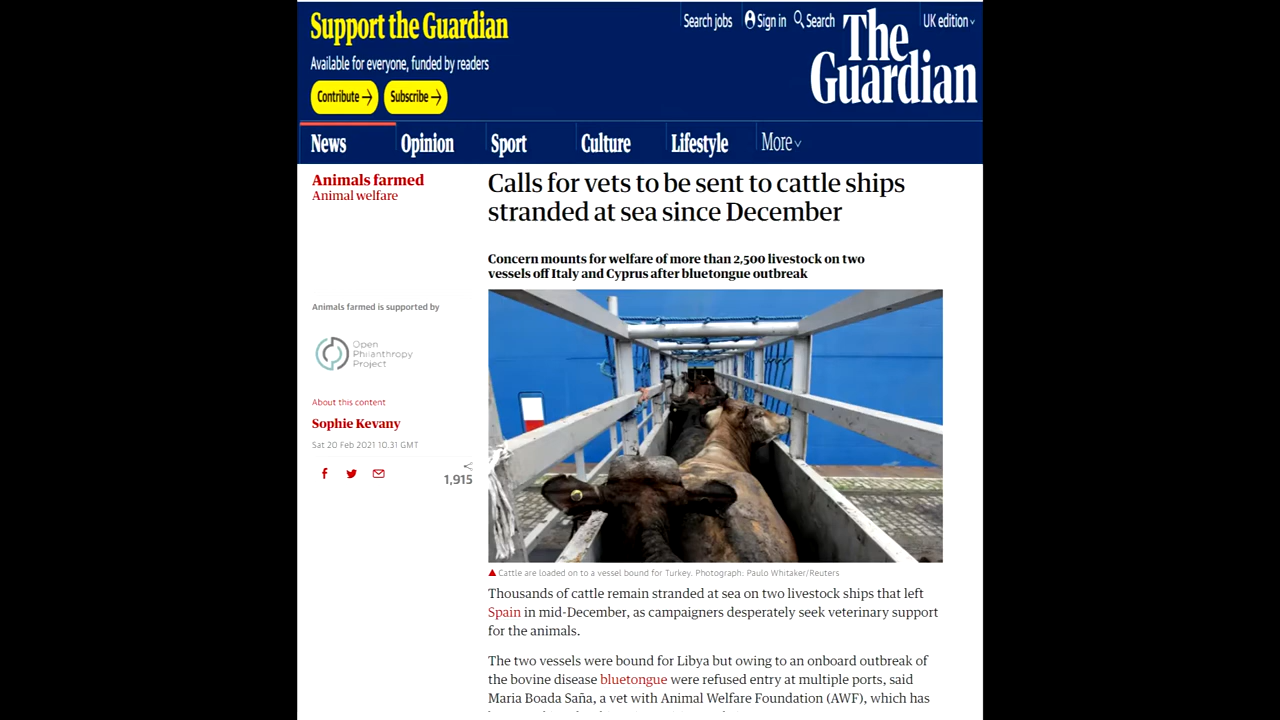 Support the Guardian
Available for everyone, funded by readers
Contribute →
Subscribe →
Search jobs
Sign in
Search
UK edition
The Guardian
News
Opinion
Sport
Culture
Lifestyle
More
Animals farmed
Animal welfare
Calls for vets to be sent to cattle ships
stranded at sea since December
Concern mounts for welfare of more than 2,500 livestock on two
vessels off Italy and Cyprus after bluetongue outbreak
Animals farmed is supported by
Open
Philanthropy
Project
About this content
Sophie Kevany
Sat 20 Feb 2021 10.31 GMT
1,915
Cattle are loaded on to a vessel bound for Turkey. Photograph: Paulo Whitaker/Reuters
Thousands of cattle remain stranded at sea on two livestock ships that left
Spain in mid-December, as campaigners desperately seek veterinary support
for the animals.
The two vessels were bound for Libya but owing to an onboard outbreak of
the bovine disease bluetongue were refused entry at multiple ports, said
Maria Boada Saña, a vet with Animal Welfare Foundation (AWF), which has